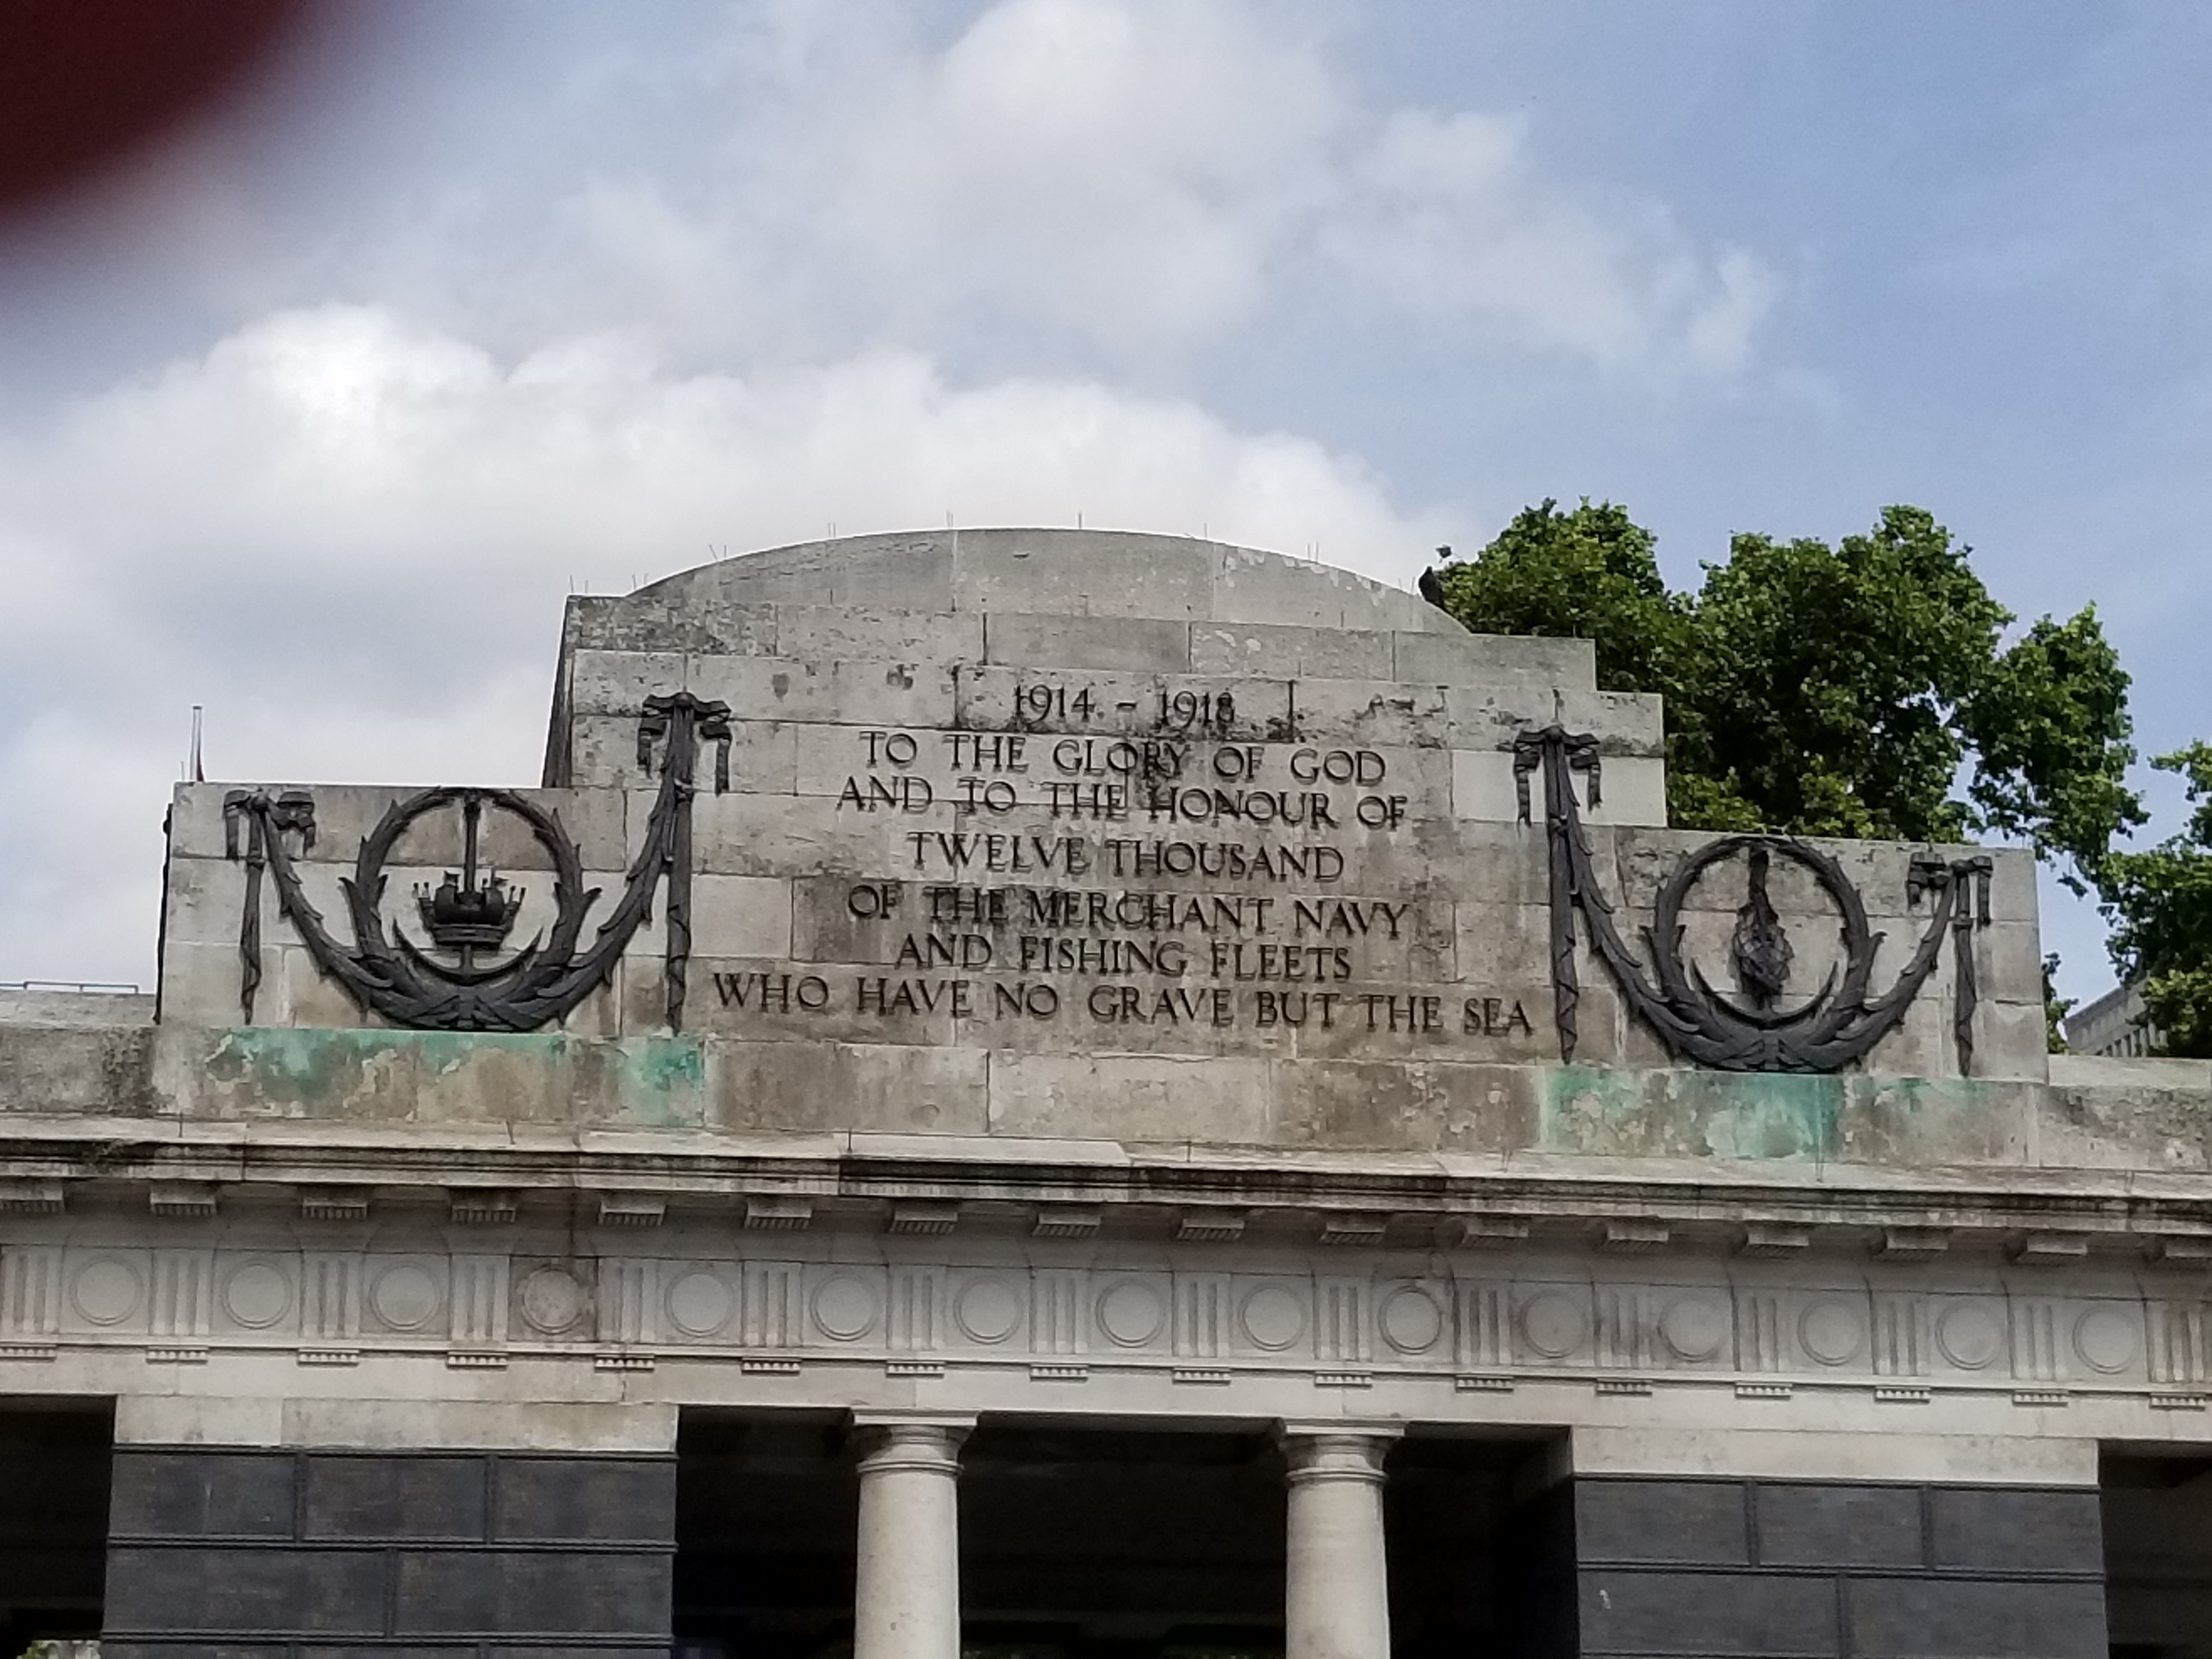 1914 - 1918
TO THE GLORY OF GOD
AND TO THE HONOUR OF
TWELVE THOUSAND
OF THE MERCHANT NAVY
AND FISHING FLEETS
WHO HAVE NO GRAVE BUT THE SEA